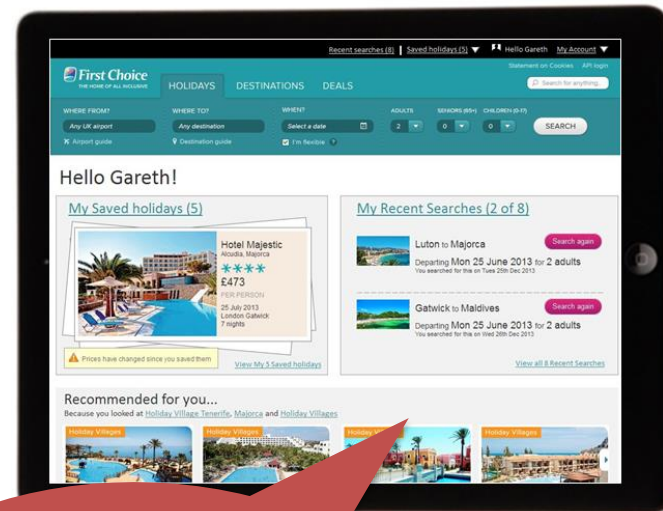 Recent searches (8) | Saved holidays (5) Hello Gareth My Account
Statement on Cookies API login
First Choice
THE HOME OF ALL INCLUSIVE
HOLIDAYS DESTINATIONS DEALS
Search for anything...
WHERE FROM? WHERE TO? WHEN? ADULTS SENIORS (65+) CHILDREN (0-17)
Any UK airport Any destination Select a date 2 0 0 SEARCH
Airport guide Destination guide I'm flexible ?
Hello Gareth!
My Saved holidays (5)
Hotel Majestic
Alcudia, Majorca
£473
PER PERSON
25 July 2013
London Gatwick
7 nights
Prices have changed since you saved them
View My 5 Saved holidays
My Recent Searches (2 of 8)
Luton to Majorca
Search again
Departing Mon 25 June 2013 for 2 adults
You searched for this on Tues 25th Dec 2013
Gatwick to Maldives
Search again
Departing Mon 25 June 2013 for 2 adults
You searched for this on Wed 26th Dec 2013
View all 8 Recent Searches
Recommended for you...
Because you looked at Holiday Village Tenerife, Majorca and Holiday Villages
Holiday Villages Holiday Villages Holiday Villages Holiday Villages